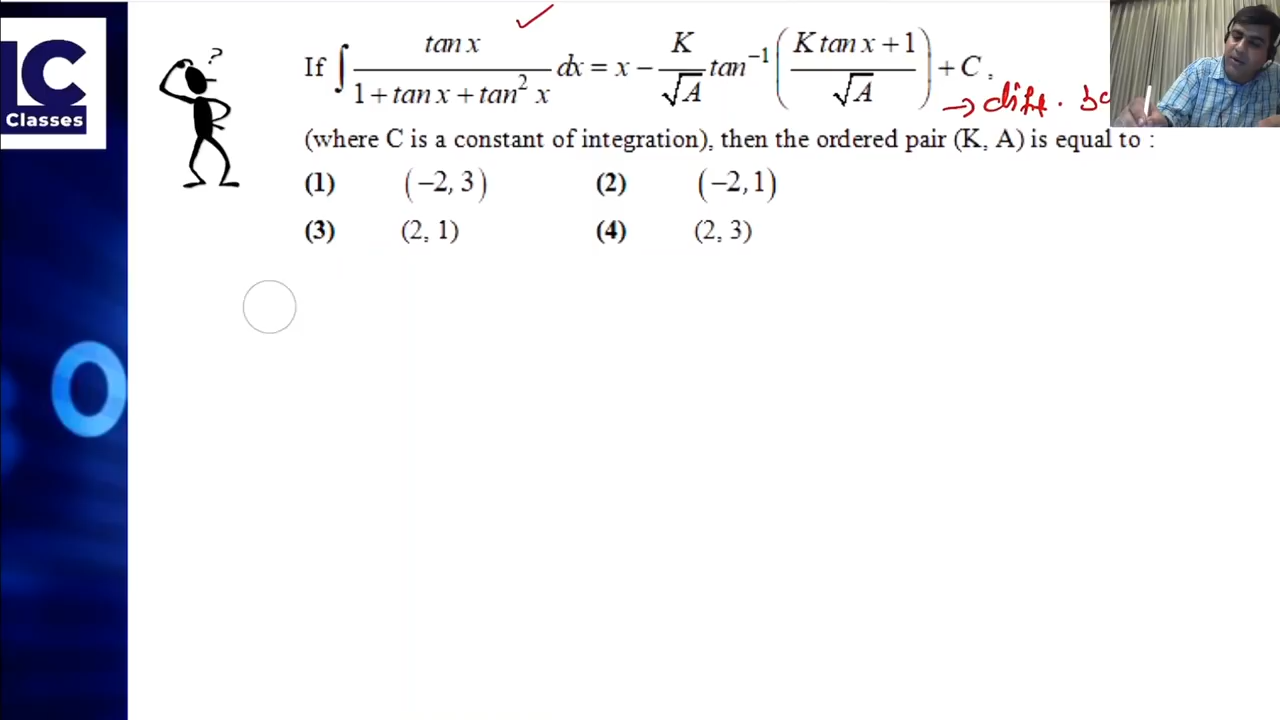 LC
Classes
?
If ∫ tan x / (1 + tan x + tan² x) dx = x − K/√A tan⁻¹ ((K tan x + 1)/√A) + C,
→ diff.
(where C is a constant of integration), then the ordered pair (K, A) is equal to :
(1) (−2, 3) (2) (−2, 1)
(3) (2, 1) (4) (2, 3)